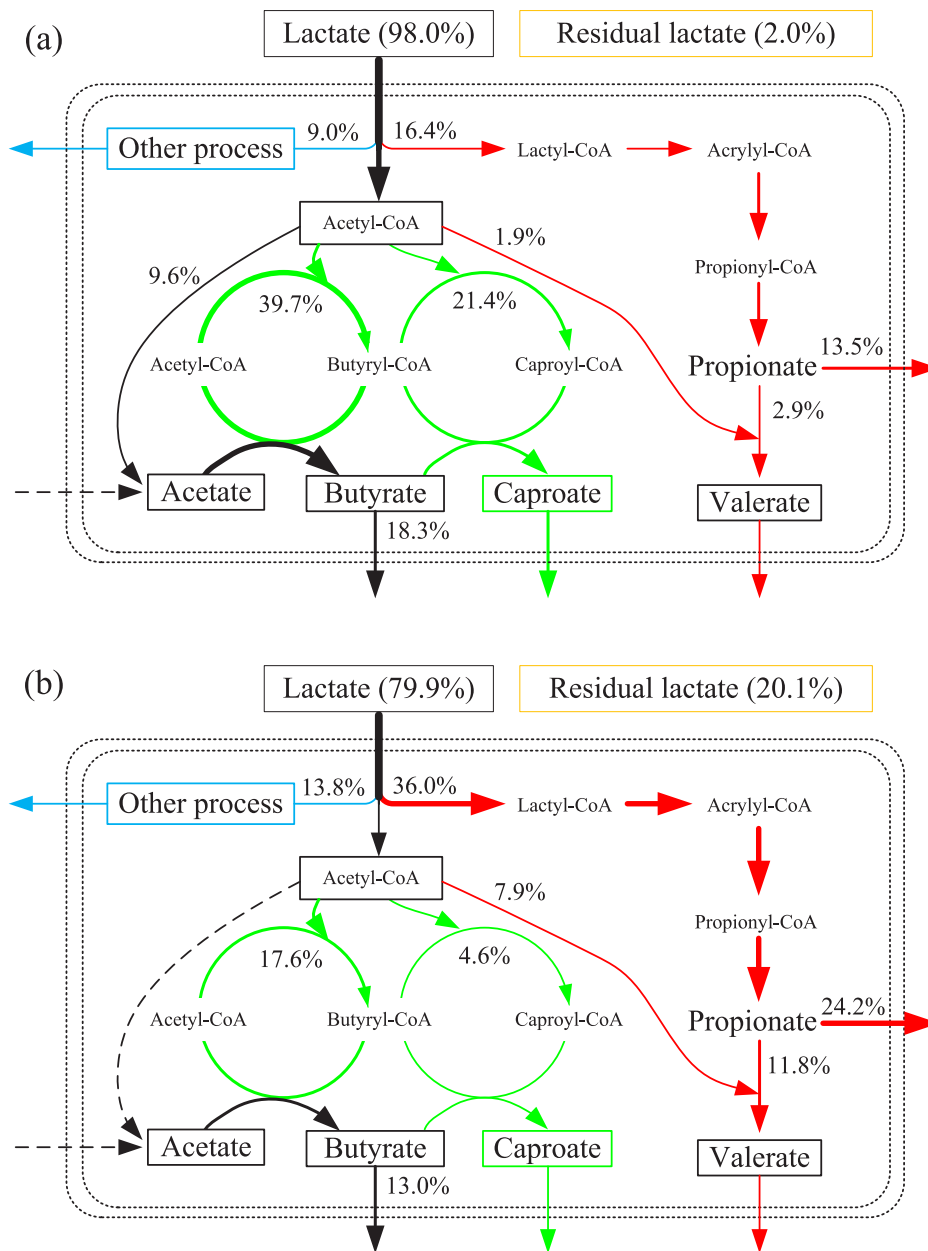 (a)
Lactate (98.0%)
Residual lactate (2.0%)
Other process
9.0%
16.4%
Lactyl-CoA
Acrylyl-CoA
Acetyl-CoA
1.9%
9.6%
39.7%
21.4%
Propionyl-CoA
Acetyl-CoA
Butyryl-CoA
Caproyl-CoA
Propionate
13.5%
2.9%
Acetate
Butyrate
Caproate
Valerate
18.3%
(b)
Lactate (79.9%)
Residual lactate (20.1%)
Other process
13.8%
36.0%
Lactyl-CoA
Acrylyl-CoA
Acetyl-CoA
7.9%
17.6%
4.6%
Propionyl-CoA
Acetyl-CoA
Butyryl-CoA
Caproyl-CoA
Propionate
24.2%
11.8%
Acetate
Butyrate
Caproate
Valerate
13.0%